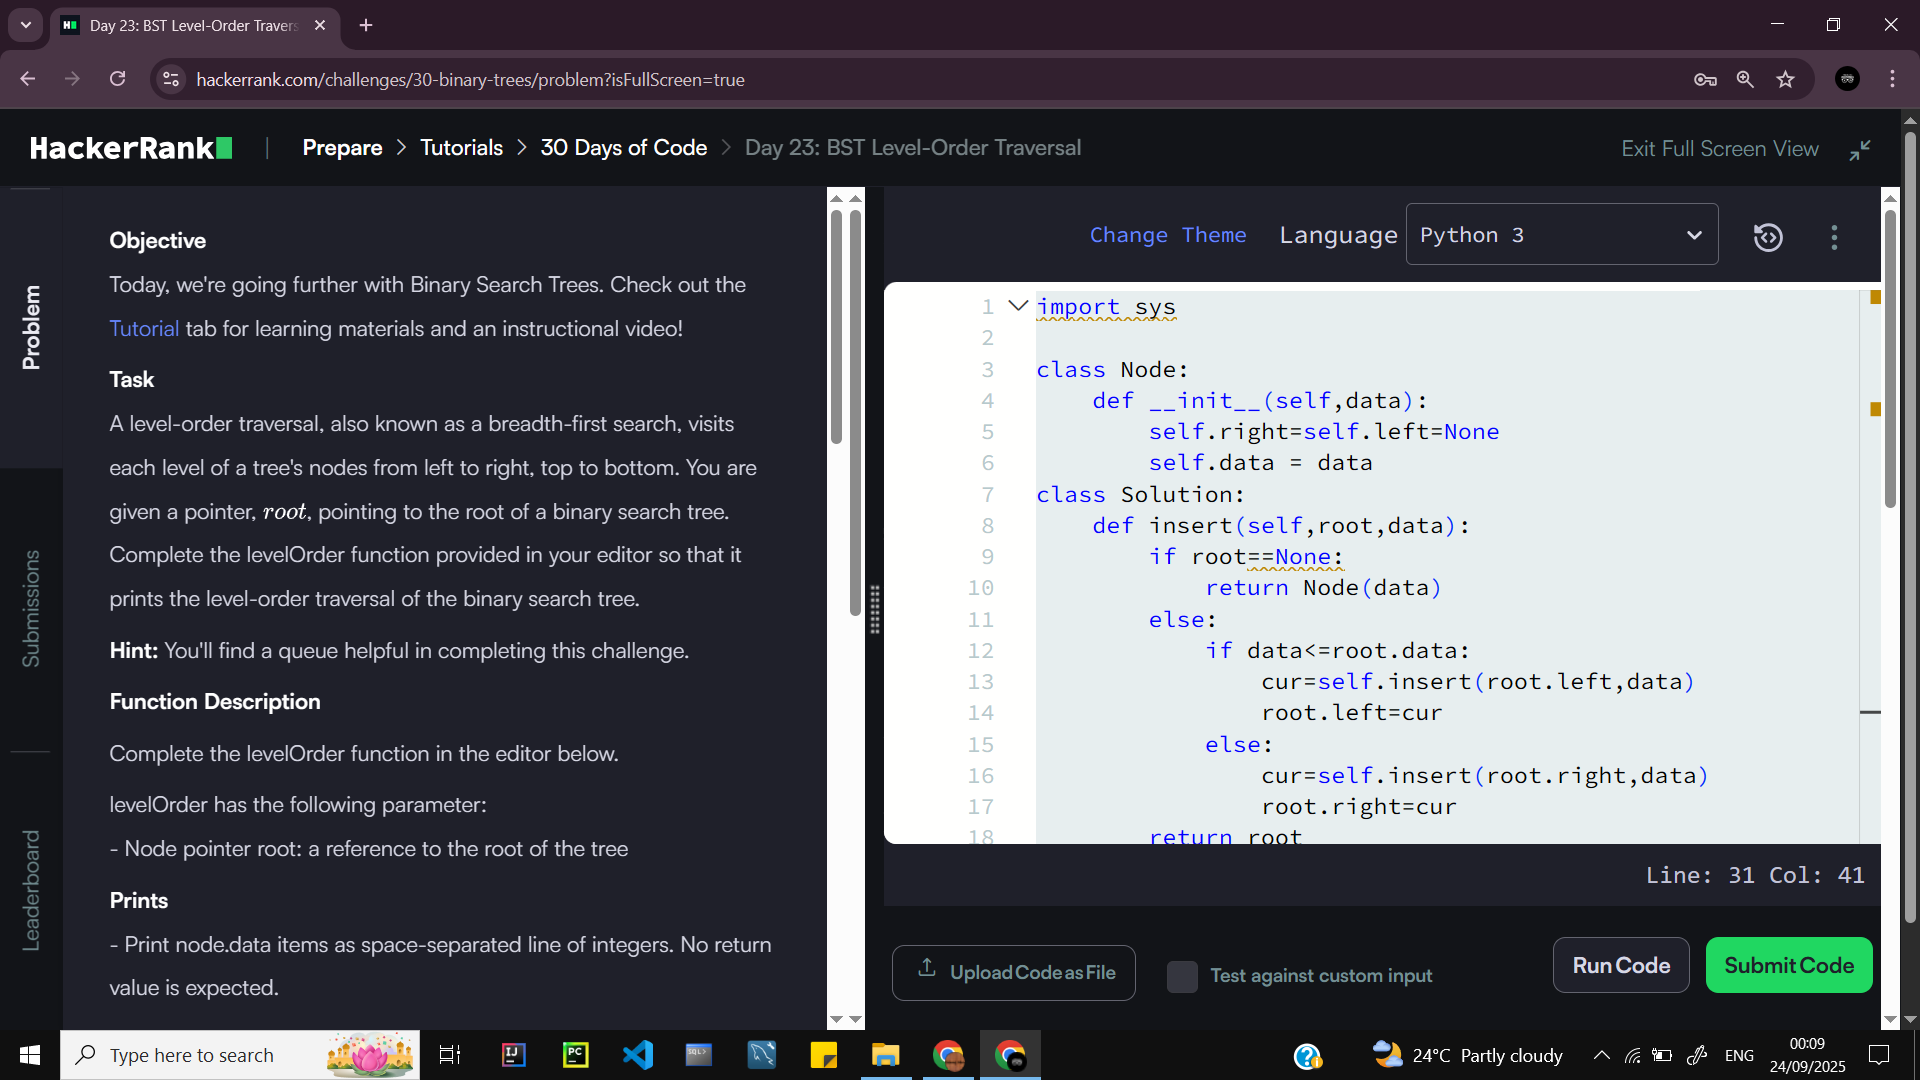 Day 23: BST Level-Order Travers
hackerrank.com/challenges/30-binary-trees/problem?isFullScreen=true
HackerRank
Prepare > Tutorials > 30 Days of Code > Day 23: BST Level-Order Traversal
Exit Full Screen View
Problem
Submissions
Leaderboard
Objective
Today, we're going further with Binary Search Trees. Check out the
Tutorial tab for learning materials and an instructional video!
Task
A level-order traversal, also known as a breadth-first search, visits
each level of a tree's nodes from left to right, top to bottom. You are
given a pointer, root, pointing to the root of a binary search tree.
Complete the levelOrder function provided in your editor so that it
prints the level-order traversal of the binary search tree.
Hint: You'll find a queue helpful in completing this challenge.
Function Description
Complete the levelOrder function in the editor below.
levelOrder has the following parameter:
- Node pointer root: a reference to the root of the tree
Prints
- Print node.data items as space-separated line of integers. No return
value is expected.
Change Theme Language Python 3
1 import sys
2
3 class Node:
4 def __init__(self,data):
5 self.right=self.left=None
6 self.data = data
7 class Solution:
8 def insert(self,root,data):
9 if root==None:
10 return Node(data)
11 else:
12 if data<=root.data:
13 cur=self.insert(root.left,data)
14 root.left=cur
15 else:
16 cur=self.insert(root.right,data)
17 root.right=cur
18 return root
Line: 31 Col: 41
Upload Code as File
Test against custom input
Run Code
Submit Code
Type here to search
IJ
PC
SQL>
24°C Partly cloudy
ENG
00:09
24/09/2025